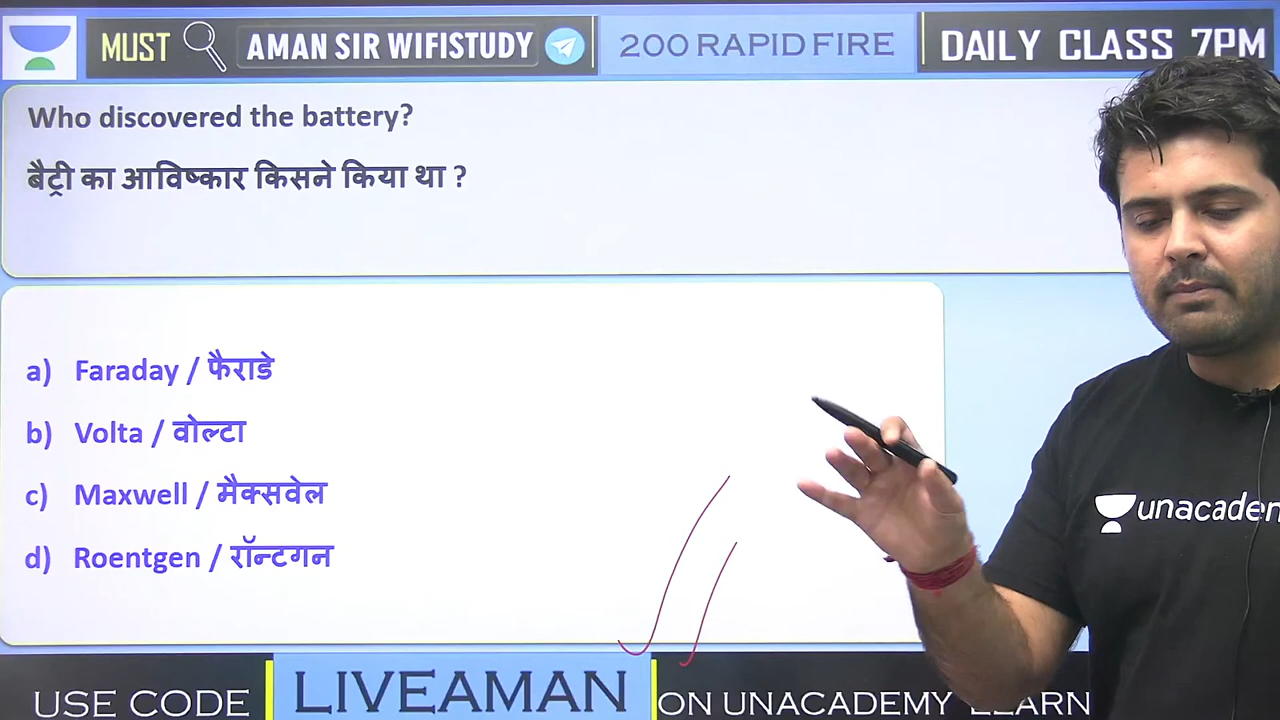 MUST AMAN SIR WIFISTUDY 200 RAPID FIRE DAILY CLASS 7PM
Who discovered the battery?
बैट्री का आविष्कार किसने किया था ?
a) Faraday / फैराडे
b) Volta / वोल्टा
c) Maxwell / मैक्सवेल
d) Roentgen / रॉन्टगन
unacaden
USE CODE LIVEAMAN ON UNACADEMY LEARN